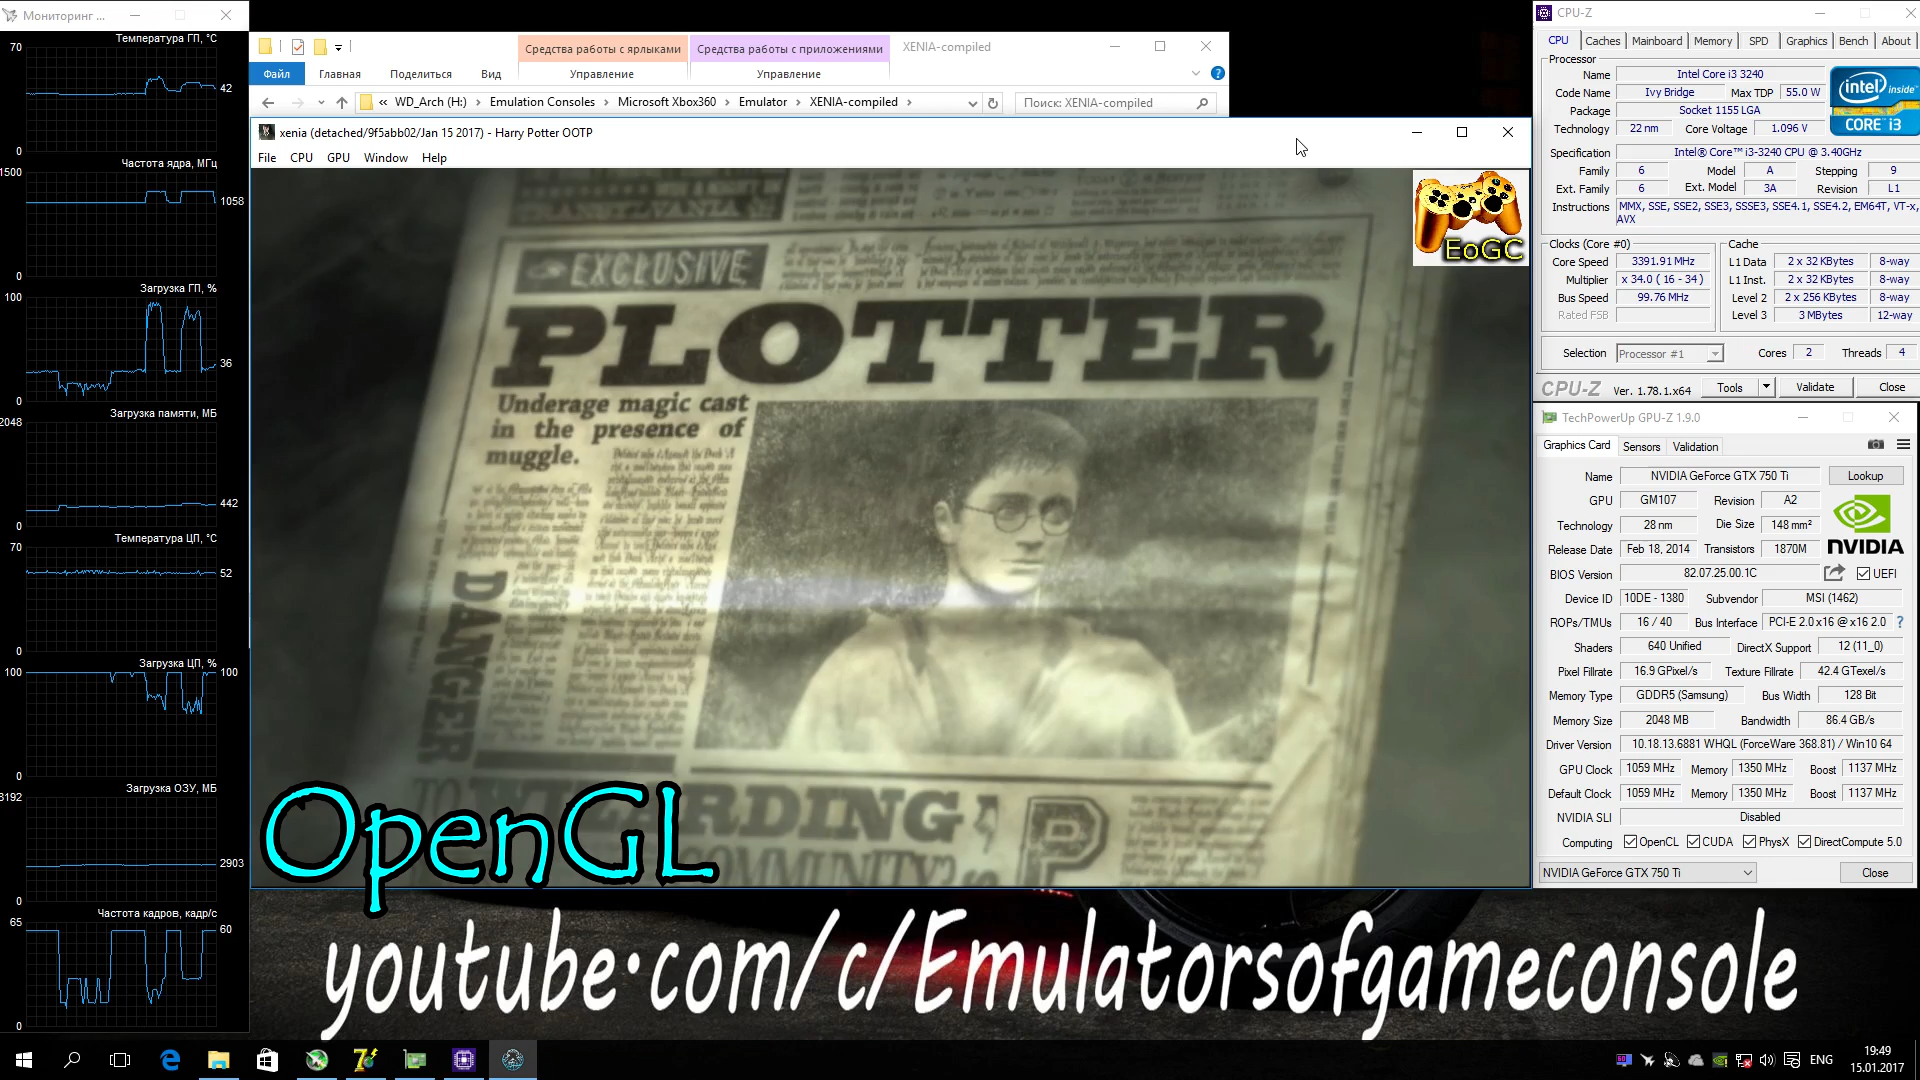 Мониторинг ...
Температура ГП, °C
70
42
0
Частота ядра, МГц
1500
1058
0
Загрузка ГП, %
100
36
0
Загрузка памяти, МБ
2048
442
0
Температура ЦП, °C
70
52
0
Загрузка ЦП, %
100
100
0
Загрузка ОЗУ, МБ
8192
2903
0
Частота кадров, кадр/с
65
60
0
Средства работы с ярлыками
Средства работы с приложениями
XENIA-compiled
Файл
Главная
Поделиться
Вид
Управление
Управление
« WD_Arch (H:) › Emulation Consoles › Microsoft Xbox360 › Emulator › XENIA-compiled ›
Поиск: XENIA-compiled
xenia (detached/9f5abb02/Jan 15 2017) - Harry Potter OOTP
File CPU GPU Window Help
EoGC
EXCLUSIVE
PLOTTER
Underage magic cast
in the presence of
muggle.
DANGER
TO WIZARDING
COMMUNITY?
P
OpenGL
youtube.com/c/Emulatorsofgameconsole
CPU-Z
CPU Caches Mainboard Memory SPD Graphics Bench About
Processor
Name Intel Core i3 3240
Code Name Ivy Bridge Max TDP 55.0 W
Package Socket 1155 LGA
Technology 22 nm Core Voltage 1.096 V
intel inside™
CORE i3
Specification Intel® Core™ i3-3240 CPU @ 3.40GHz
Family 6 Model A Stepping 9
Ext. Family 6 Ext. Model 3A Revision L1
Instructions MMX, SSE, SSE2, SSE3, SSSE3, SSE4.1, SSE4.2, EM64T, VT-x,
AVX
Clocks (Core #0)
Core Speed 3391.91 MHz
Multiplier x 34.0 ( 16 - 34 )
Bus Speed 99.76 MHz
Rated FSB
Cache
L1 Data 2 x 32 KBytes 8-way
L1 Inst. 2 x 32 KBytes 8-way
Level 2 2 x 256 KBytes 8-way
Level 3 3 MBytes 12-way
Selection Processor #1 Cores 2 Threads 4
CPU-Z Ver. 1.78.1.x64 Tools Validate Close
TechPowerUp GPU-Z 1.9.0
Graphics Card Sensors Validation
Name NVIDIA GeForce GTX 750 Ti Lookup
GPU GM107 Revision A2
Technology 28 nm Die Size 148 mm²
Release Date Feb 18, 2014 Transistors 1870M
NVIDIA
BIOS Version 82.07.25.00.1C UEFI
Device ID 10DE - 1380 Subvendor MSI (1462)
ROPs/TMUs 16 / 40 Bus Interface PCI-E 2.0 x16 @ x16 2.0 ?
Shaders 640 Unified DirectX Support 12 (11_0)
Pixel Fillrate 16.9 GPixel/s Texture Fillrate 42.4 GTexel/s
Memory Type GDDR5 (Samsung) Bus Width 128 Bit
Memory Size 2048 MB Bandwidth 86.4 GB/s
Driver Version 10.18.13.6881 WHQL (ForceWare 368.81) / Win10 64
GPU Clock 1059 MHz Memory 1350 MHz Boost 1137 MHz
Default Clock 1059 MHz Memory 1350 MHz Boost 1137 MHz
NVIDIA SLI Disabled
Computing OpenCL CUDA PhysX DirectCompute 5.0
NVIDIA GeForce GTX 750 Ti Close
ENG
19:49
15.01.2017